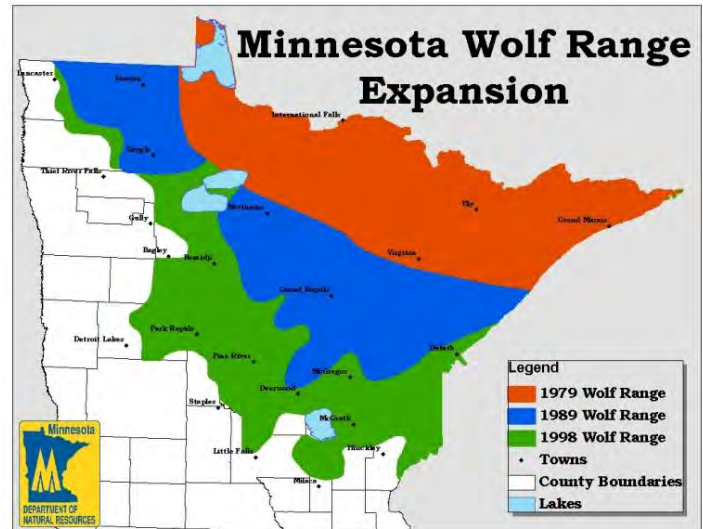 Minnesota Wolf Range
Expansion
Lancaster
International Falls
Thief River Falls
Gully
Bagley
Bemidji
Northome
Ely
Grand Marais
Virginia
Grand Rapids
Park Rapids
Detroit Lakes
Pine River
McGregor
Duluth
Deerwood
Staples
McGrath
Hinckley
Little Falls
Milaca
Legend
1979 Wolf Range
1989 Wolf Range
1998 Wolf Range
Towns
County Boundaries
Lakes
Minnesota
DEPARTMENT OF
NATURAL RESOURCES